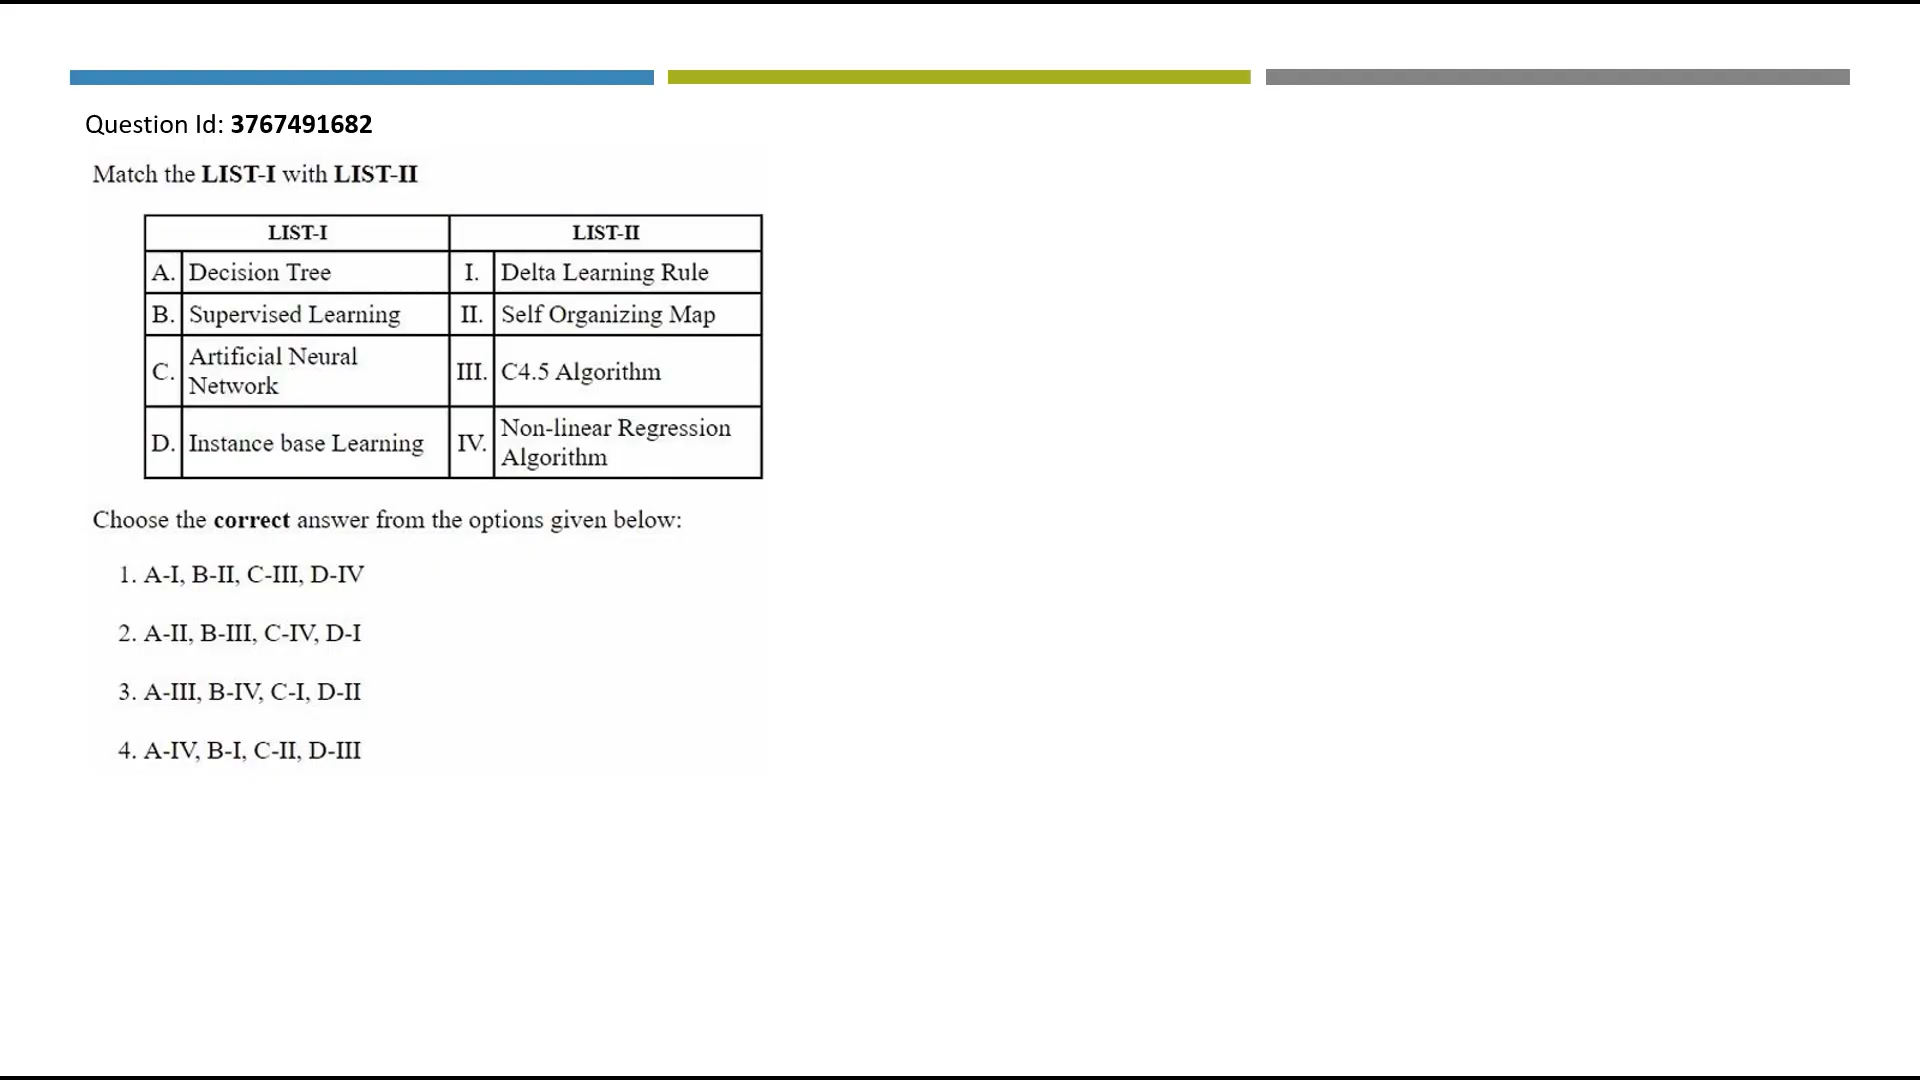 Question Id: 3767491682
Match the LIST-I with LIST-II
LIST-I LIST-II
A. Decision Tree I. Delta Learning Rule
B. Supervised Learning II. Self Organizing Map
C. Artificial Neural Network III. C4.5 Algorithm
D. Instance base Learning IV. Non-linear Regression Algorithm
Choose the correct answer from the options given below:
1. A-I, B-II, C-III, D-IV
2. A-II, B-III, C-IV, D-I
3. A-III, B-IV, C-I, D-II
4. A-IV, B-I, C-II, D-III